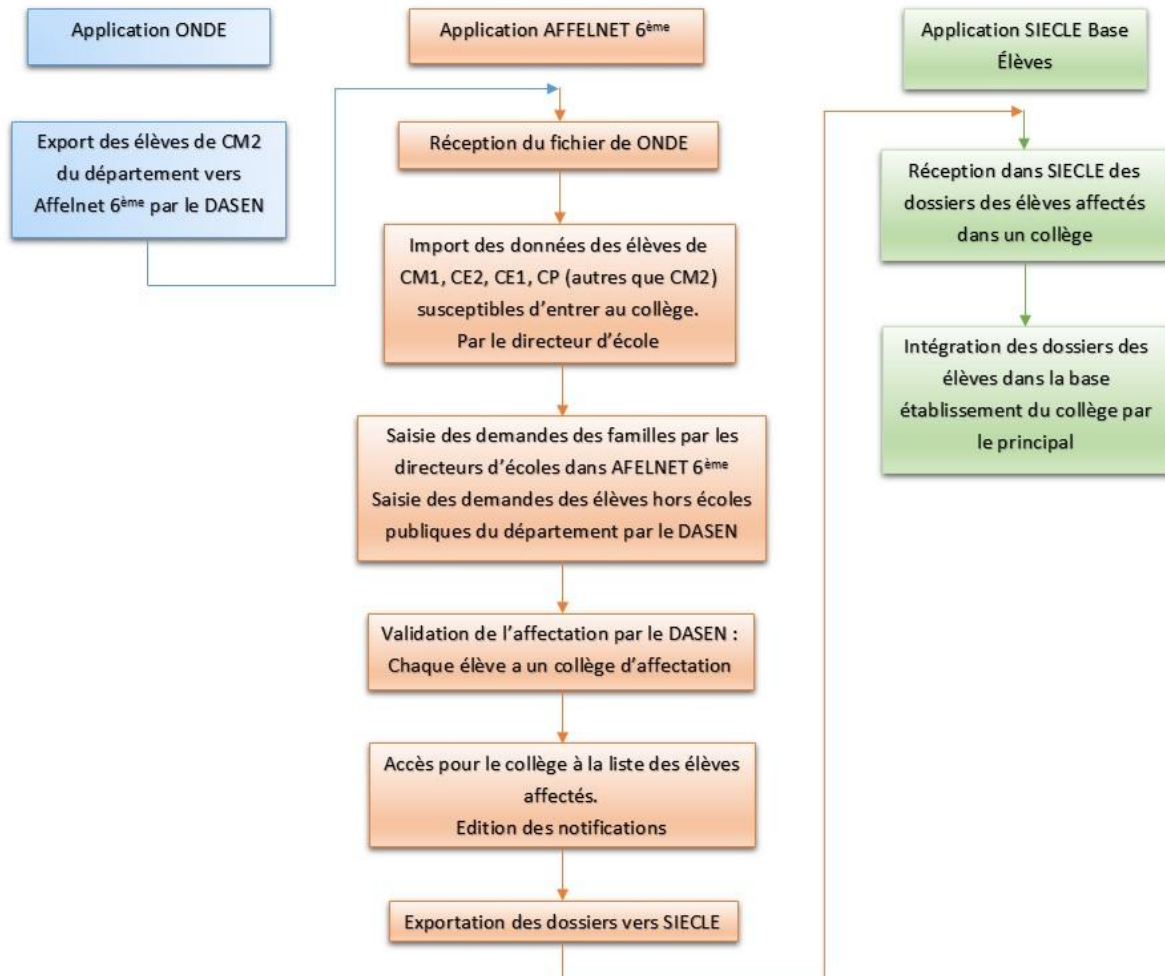 Application ONDE
Export des élèves de CM2
du département vers
Affelnet 6ème par le DASEN
Application AFFELNET 6ème
Réception du fichier de ONDE
Import des données des élèves de
CM1, CE2, CE1, CP (autres que CM2)
susceptibles d’entrer au collège.
Par le directeur d’école
Saisie des demandes des familles par les
directeurs d’écoles dans AFELNET 6ème
Saisie des demandes des élèves hors écoles
publiques du département par le DASEN
Validation de l’affectation par le DASEN :
Chaque élève a un collège d’affectation
Accès pour le collège à la liste des élèves
affectés.
Edition des notifications
Exportation des dossiers vers SIECLE
Application SIECLE Base
Élèves
Réception dans SIECLE des
dossiers des élèves affectés
dans un collège
Intégration des dossiers des
élèves dans la base
établissement du collège par
le principal